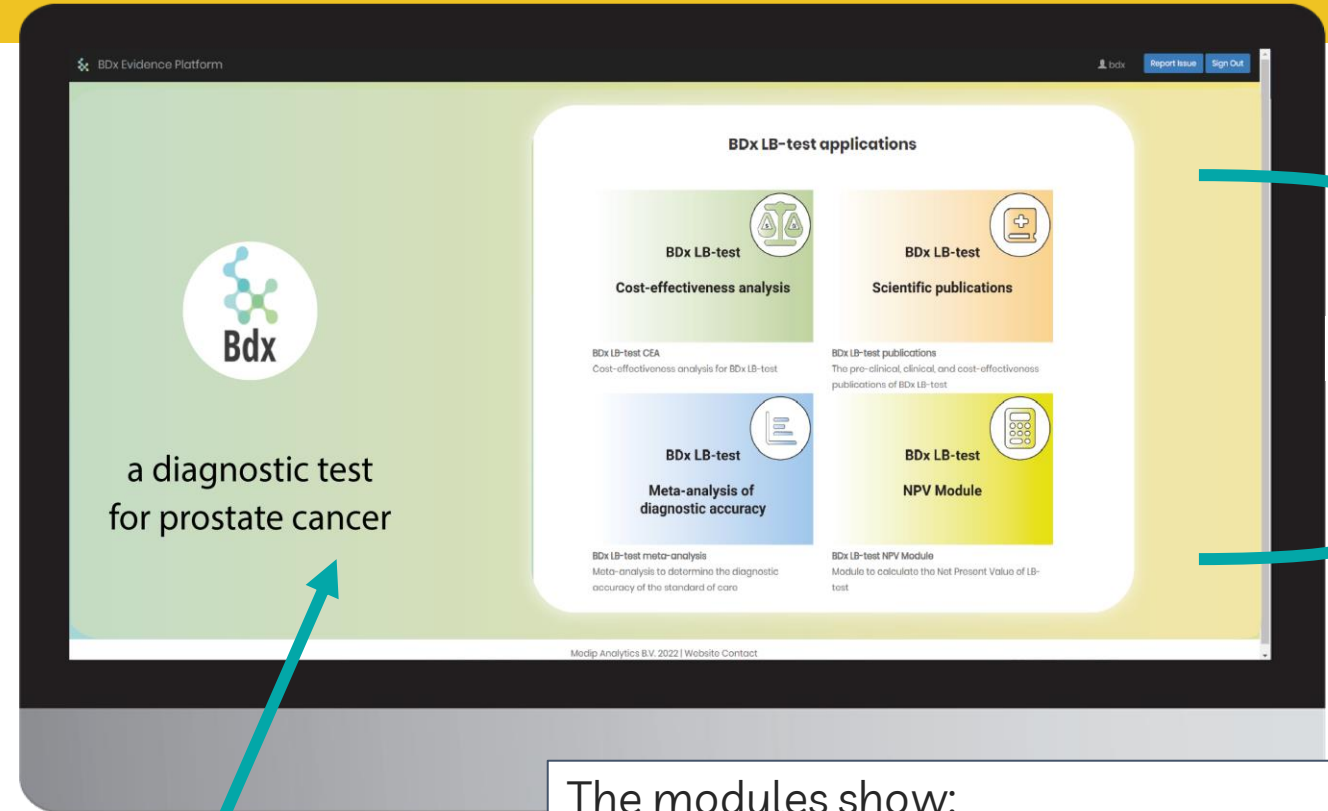 BDx Evidence Platform
bdx
Report Issue
Sign Out
BDx LB-test applications
BDx LB-test
Cost-effectiveness analysis
BDx LB-test CEA
Cost-effectiveness analysis for BDx LB-test
BDx LB-test
Scientific publications
BDx LB-test publications
The pre-clinical, clinical, and cost-effectiveness
publications of BDx LB-test
Bdx
a diagnostic test
for prostate cancer
BDx LB-test
Meta-analysis of
diagnostic accuracy
BDx LB-test meta-analysis
Meta-analysis to determine the diagnostic
accuracy of the standard of care
BDx LB-test
NPV Module
BDx LB-test NPV Module
Module to calculate the Net Present Value of LB-
test
Medip Analytics B.V. 2022 | Website Contact
The modules show: